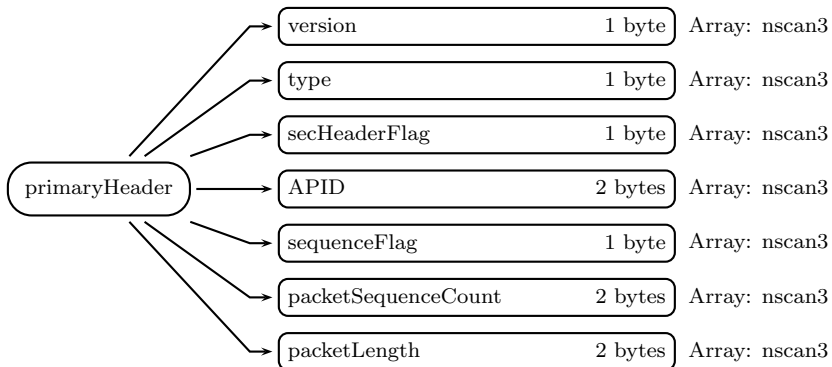 version 1 byte Array: nscan3
type 1 byte Array: nscan3
secHeaderFlag 1 byte Array: nscan3
primaryHeader APID 2 bytes Array: nscan3
sequenceFlag 1 byte Array: nscan3
packetSequenceCount 2 bytes Array: nscan3
packetLength 2 bytes Array: nscan3